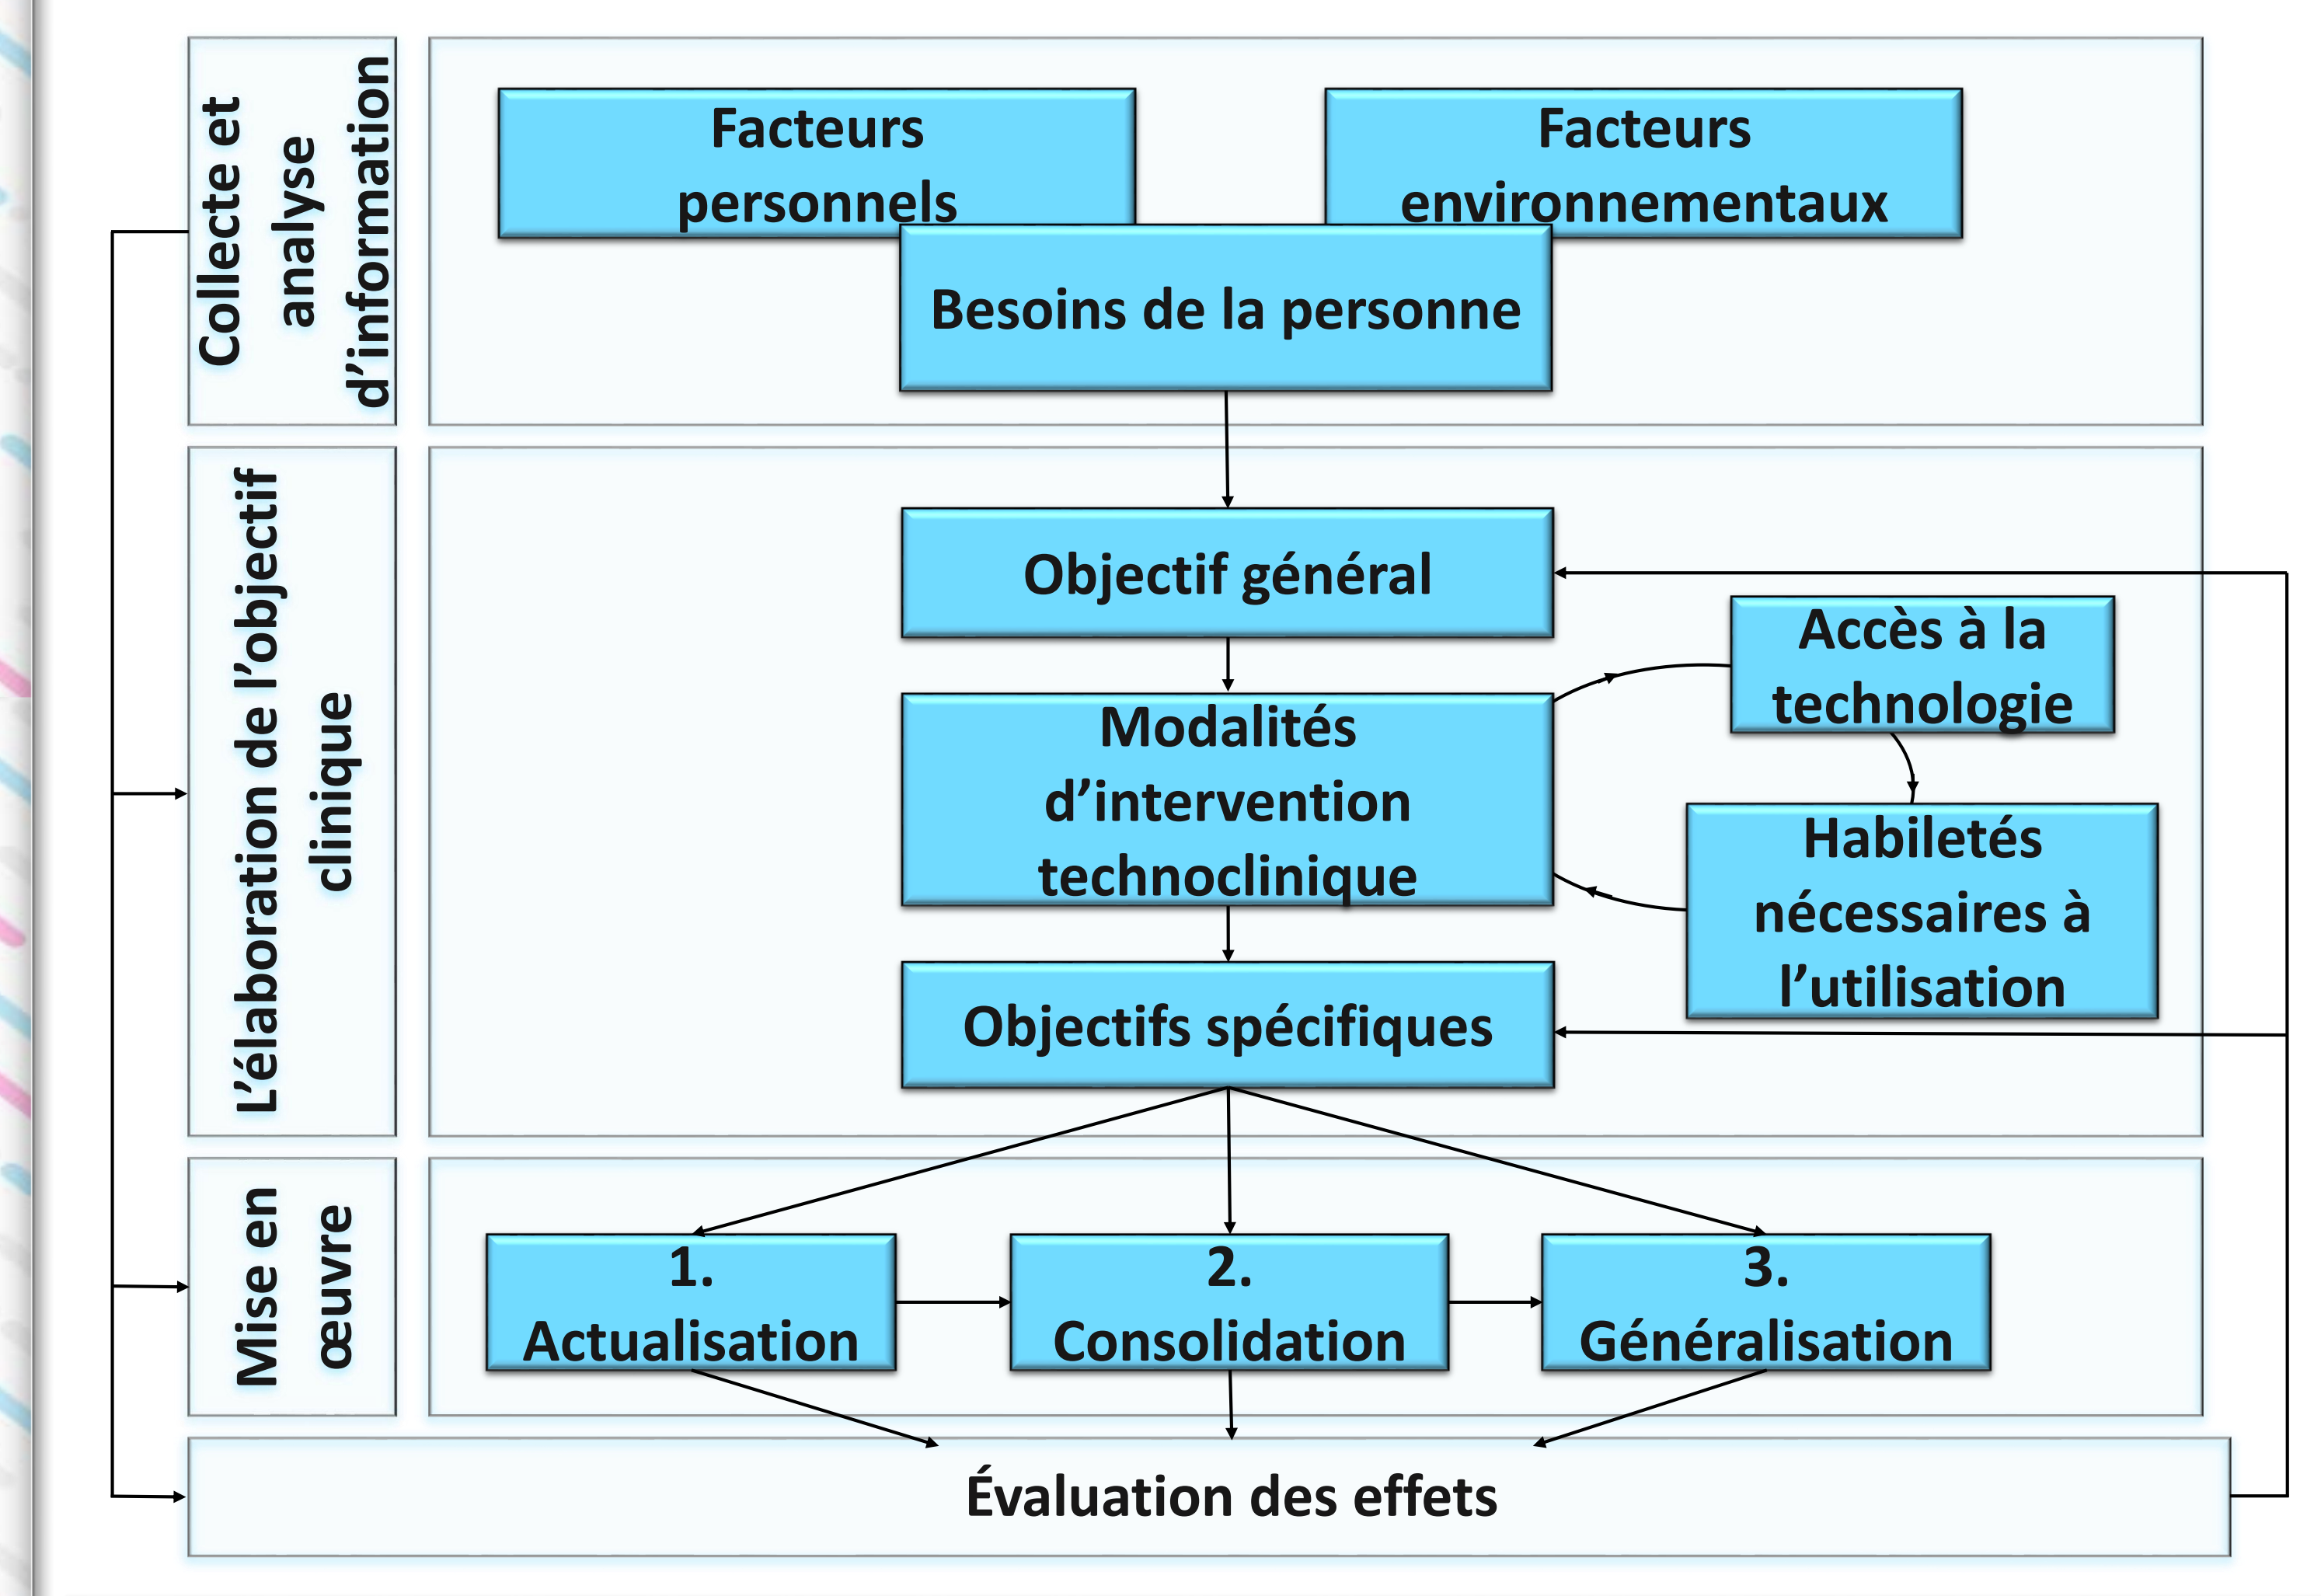 Collecte et
analyse
d’information
Facteurs
personnels
Facteurs
environnementaux
Besoins de la personne
L’élaboration de l’objectif
clinique
Objectif général
Accès à la
technologie
Modalités
d’intervention
technoclinique
Habiletés
nécessaires à
l’utilisation
Objectifs spécifiques
Mise en
œuvre
1.
Actualisation
2.
Consolidation
3.
Généralisation
Évaluation des effets